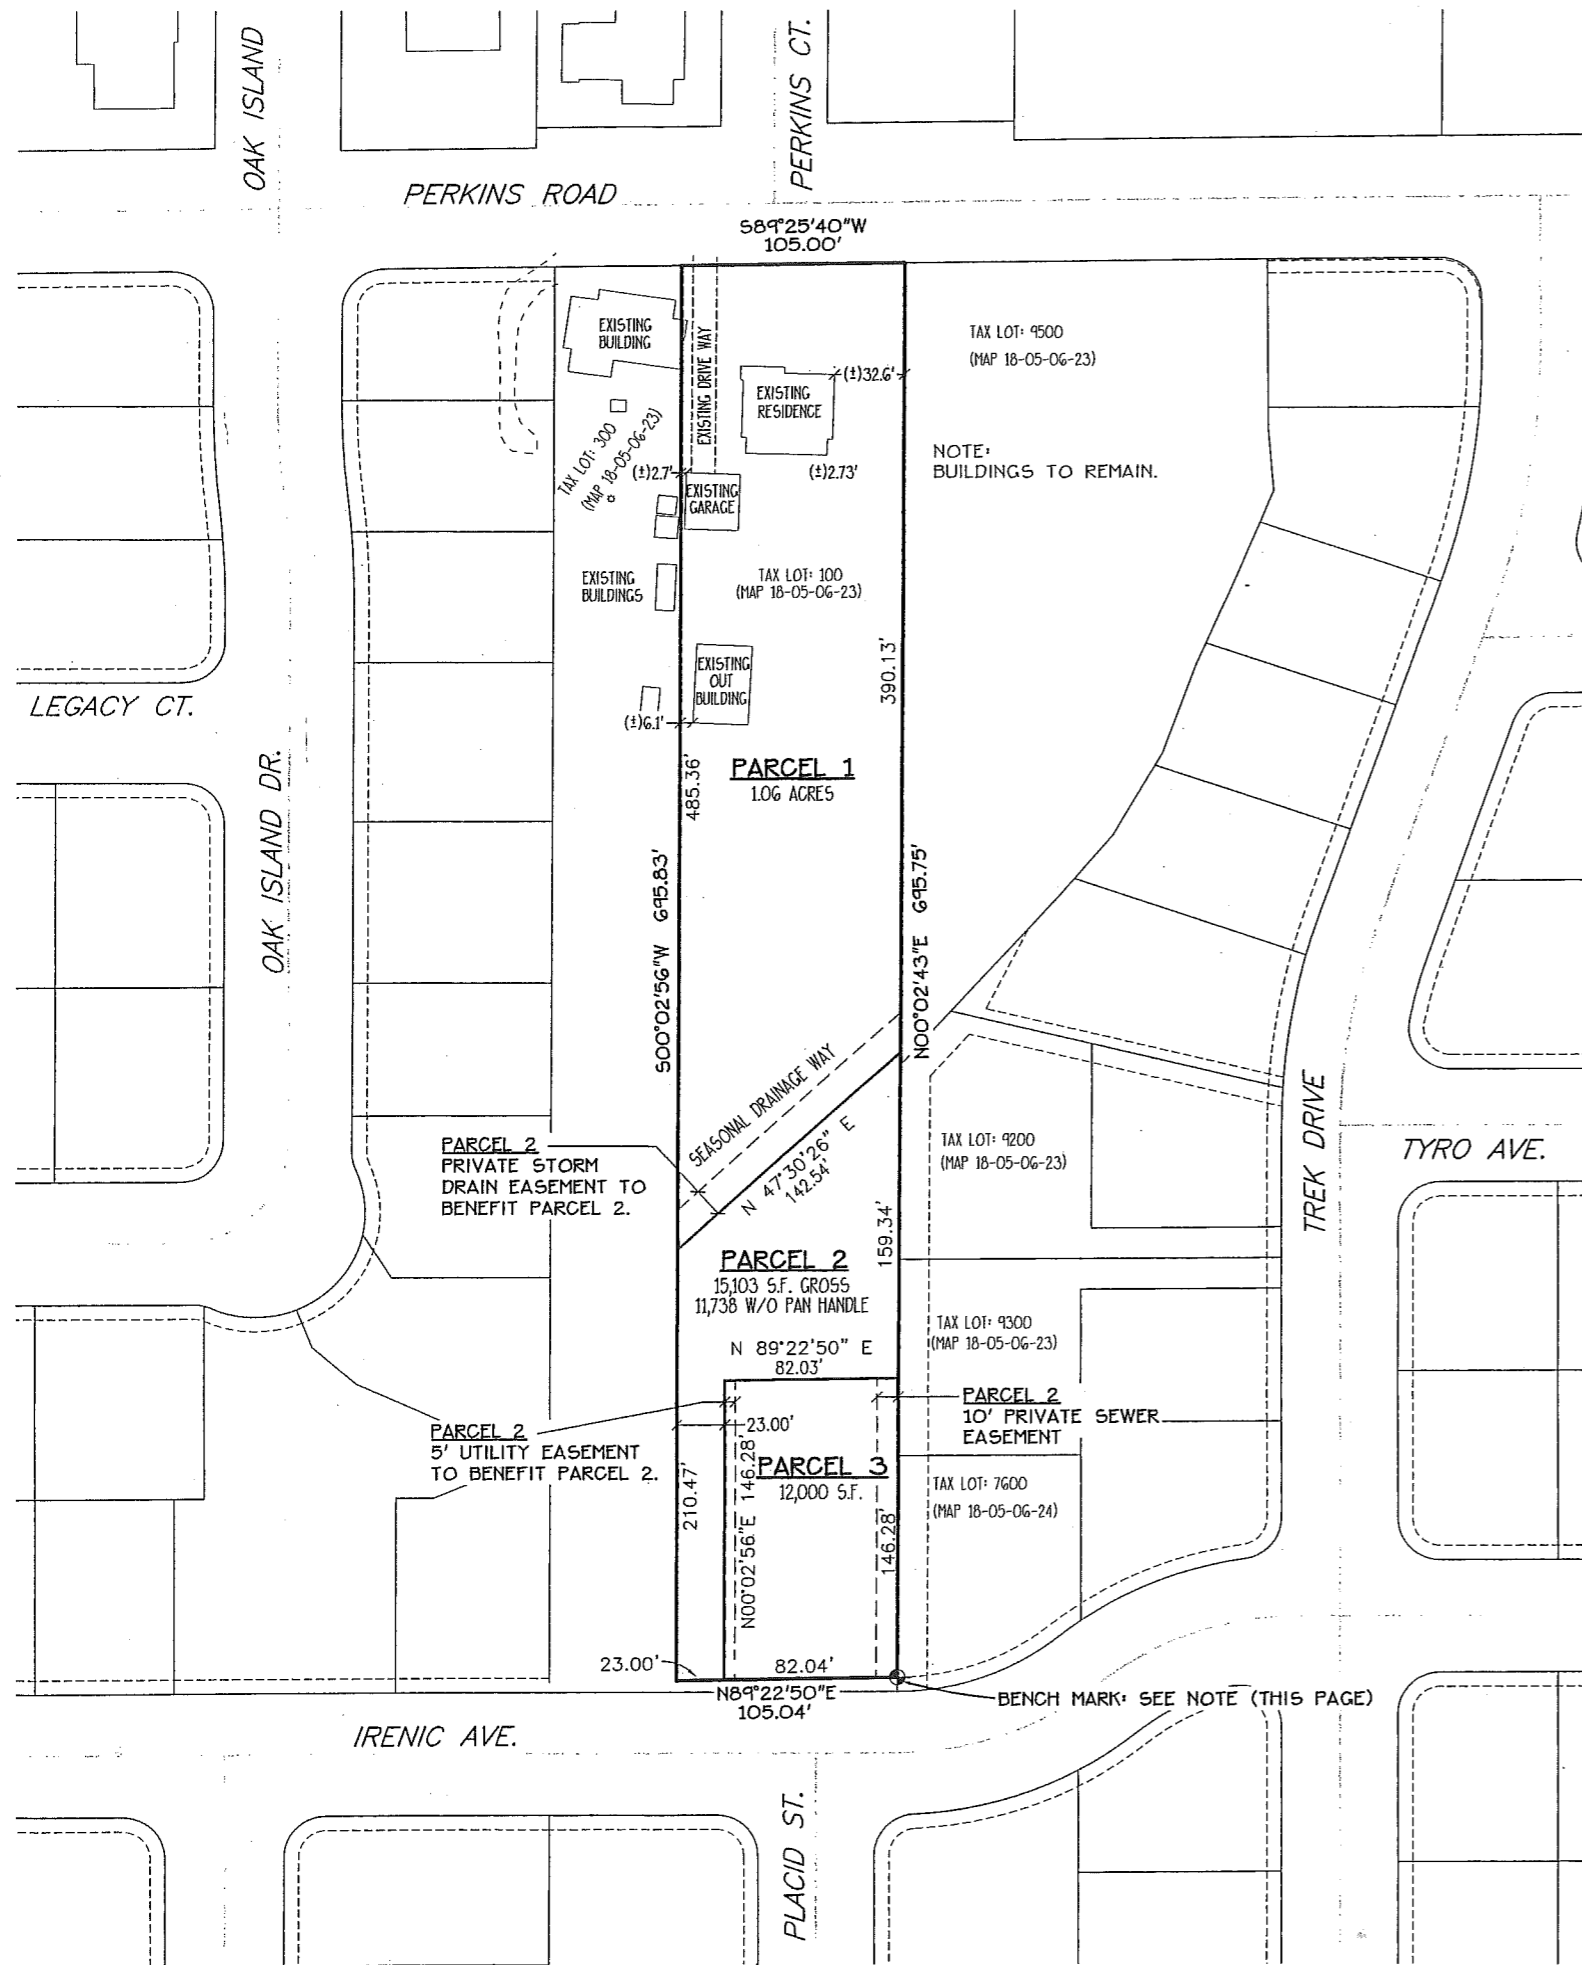 OAK ISLAND
PERKINS CT.
PERKINS ROAD
S89°25'40"W
105.00'
EXISTING
BUILDING
EXISTING DRIVE WAY
TAX LOT: 9500
(MAP 18-05-06-23)
(±)32.6'
EXISTING
RESIDENCE
TAX LOT: 300
(MAP 18-05-06-23)
NOTE:
BUILDINGS TO REMAIN.
(±)2.7'
(±)2.73'
EXISTING
GARAGE
EXISTING
BUILDINGS
TAX LOT: 100
(MAP 18-05-06-23)
390.13'
EXISTING
OUT
BUILDING
LEGACY CT.
(±)6.1'
OAK ISLAND DR.
485.36'
PARCEL 1
1.06 ACRES
S00°02'56"W 695.83'
N00°02'43"E 695.75'
SEASONAL DRAINAGE WAY
PARCEL 2
PRIVATE STORM
DRAIN EASEMENT TO
BENEFIT PARCEL 2.
N 47°30'26" E
142.54'
TAX LOT: 9200
(MAP 18-05-06-23)
TREK DRIVE
TYRO AVE.
159.34'
PARCEL 2
15,103 S.F. GROSS
11,738 W/O PAN HANDLE
TAX LOT: 9300
(MAP 18-05-06-23)
N 89°22'50" E
82.03'
PARCEL 2
10' PRIVATE SEWER
EASEMENT
PARCEL 2
5' UTILITY EASEMENT
TO BENEFIT PARCEL 2.
23.00'
PARCEL 3
12,000 S.F.
210.47'
N00°02'56"E 146.28'
146.28'
TAX LOT: 7600
(MAP 18-05-06-24)
23.00'
82.04'
N89°22'50"E
105.04'
BENCH MARK: SEE NOTE (THIS PAGE)
IRENIC AVE.
PLACID ST.